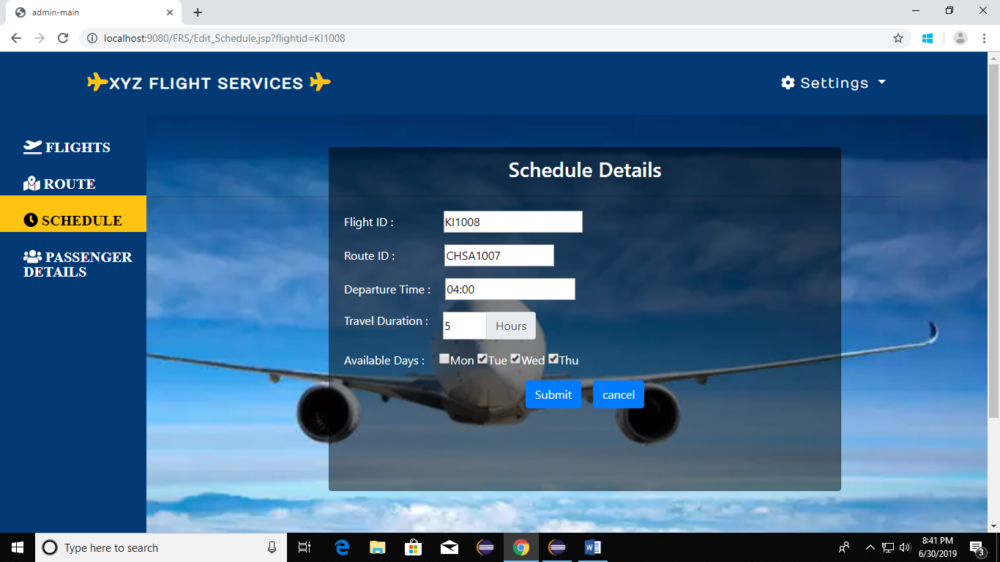 admin-main
localhost:9080/FRS/Edit_Schedule.jsp?flightid=KI1008
XYZ FLIGHT SERVICES
Settings
FLIGHTS
ROUTE
SCHEDULE
PASSENGER
DETAILS
Schedule Details
Flight ID : KI1008
Route ID : CHSA1007
Departure Time : 04:00
Travel Duration : 5 Hours
Available Days : Mon Tue Wed Thu
Submit cancel
Type here to search
8:41 PM
6/30/2019
3